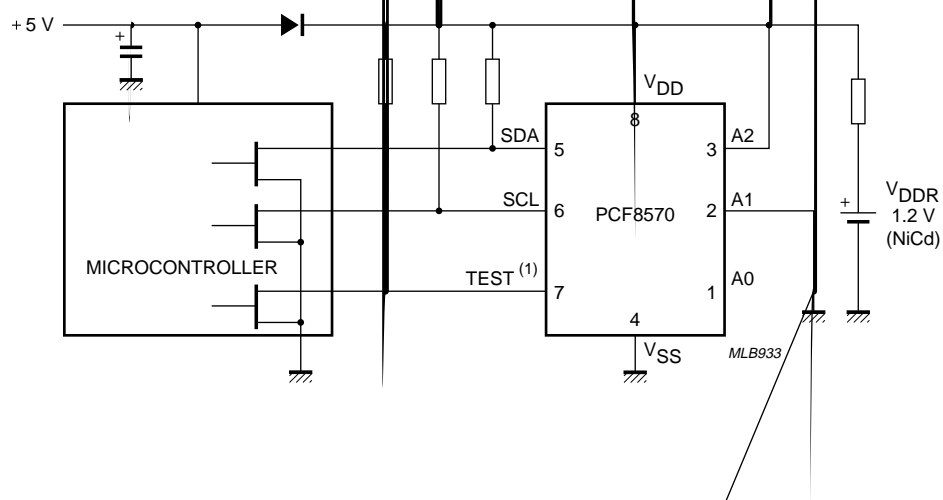 + 5 V
+
V DD
8
SDA
5
3
A2
SCL
6
PCF8570
2
A1
+
V DDR
1.2 V
(NiCd)
MICROCONTROLLER
TEST (1)
7
1
A0
4
V SS
MLB933